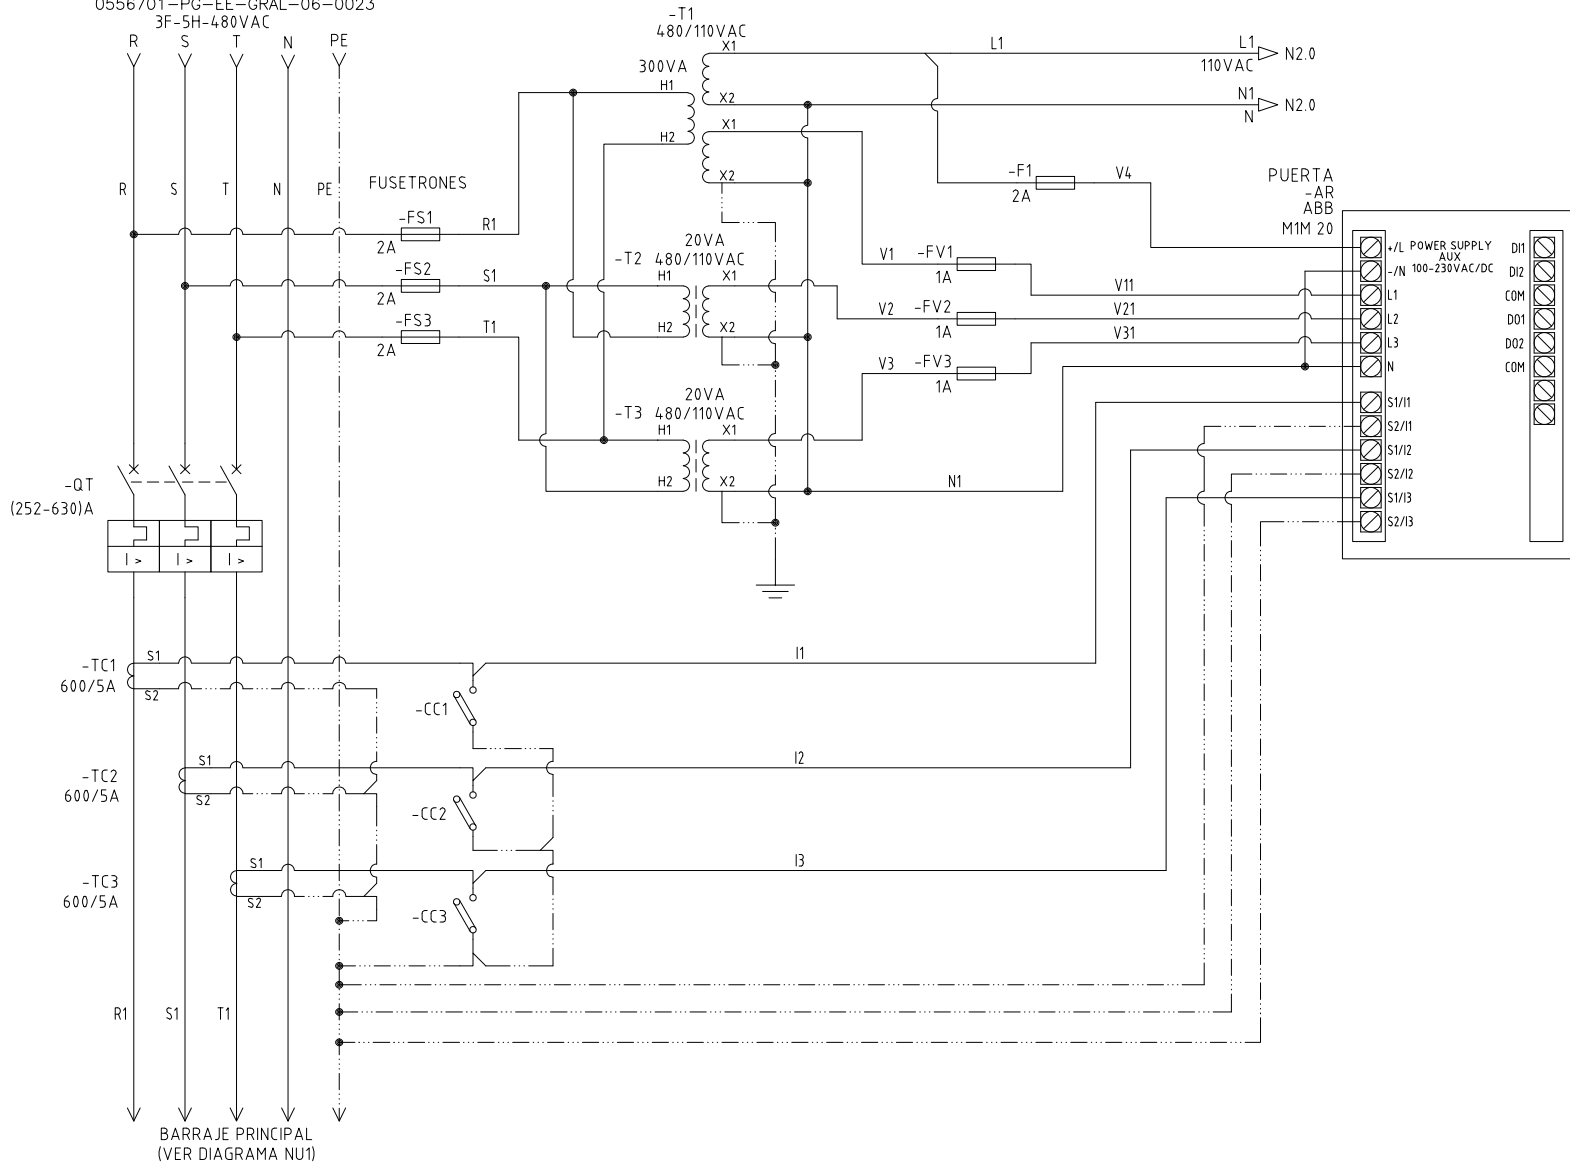 0556701-PG-EE-GRAL-06-0023
3F-5H-480VAC
R S T N PE
-T1
480/110VAC
300VA
H1
H2
X1
X2
X1
X2
L1
L1
110VAC
N2.0
N1
N
N2.0
R S T N PE
FUSETRONES
-FS1
2A
R1
-FS2
2A
S1
-FS3
2A
T1
-T2
20VA
480/110VAC
H1
H2
X1
X2
-T3
20VA
480/110VAC
H1
H2
X1
X2
N1
-F1
2A
V4
V1
-FV1
1A
V11
V2
-FV2
1A
V21
V3
-FV3
1A
V31
PUERTA
-AR
ABB
M1M 20
POWER SUPPLY
AUX
100-230VAC/DC
+/L
-/N
L1
L2
L3
N
S1/I1
S2/I1
S1/I2
S2/I2
S1/I3
S2/I3
DI1
DI2
COM
DO1
DO2
COM
-QT
(252-630)A
I > I > I >
-TC1
600/5A
S1
S2
-CC1
I1
-TC2
600/5A
S1
S2
-CC2
I2
-TC3
600/5A
S1
S2
-CC3
I3
R1 S1 T1
BARRAJE PRINCIPAL
(VER DIAGRAMA NU1)